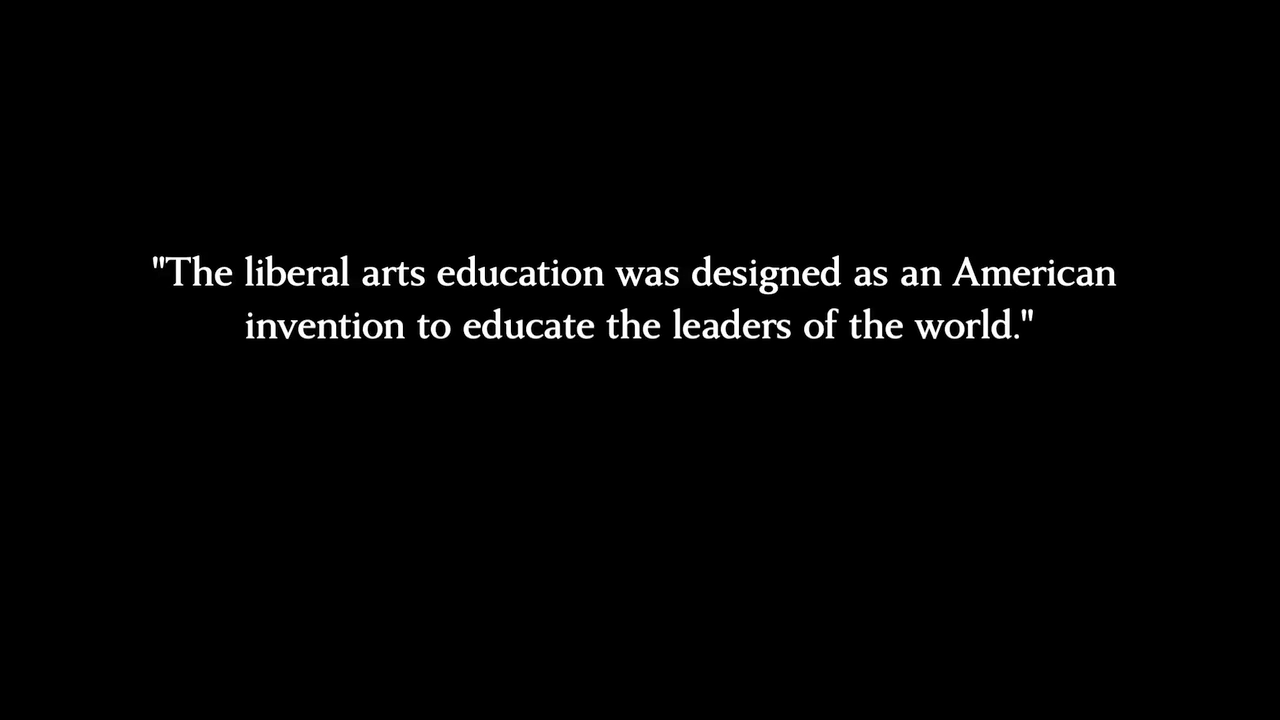 "The liberal arts education was designed as an American
invention to educate the leaders of the world."